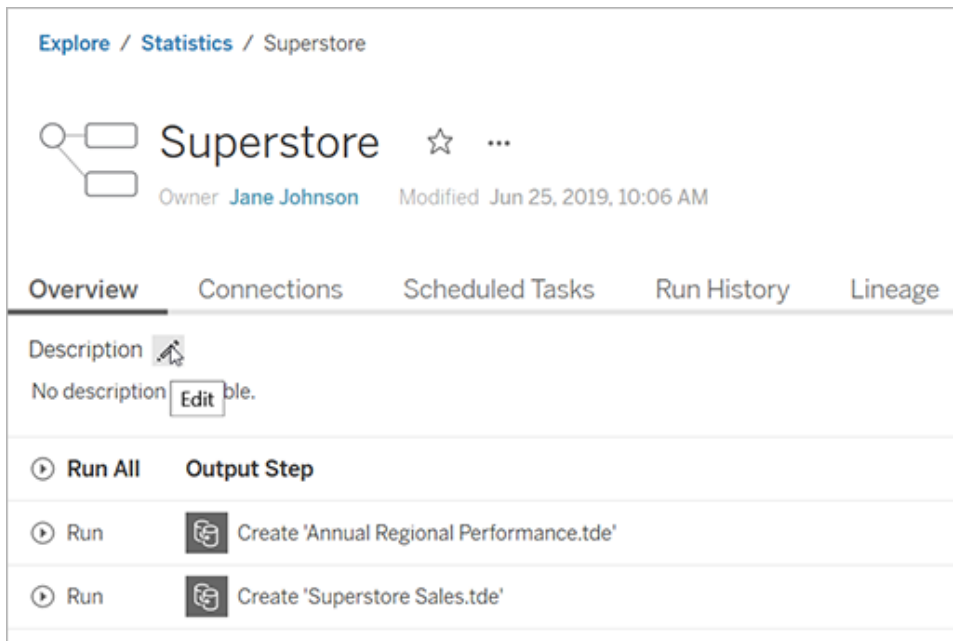 Explore / Statistics / Superstore
Superstore
Owner Jane Johnson Modified Jun 25, 2019, 10:06 AM
Overview Connections Scheduled Tasks Run History Lineage
Description
No description ble.
Edit
Run All Output Step
Run Create 'Annual Regional Performance.tde'
Run Create 'Superstore Sales.tde'